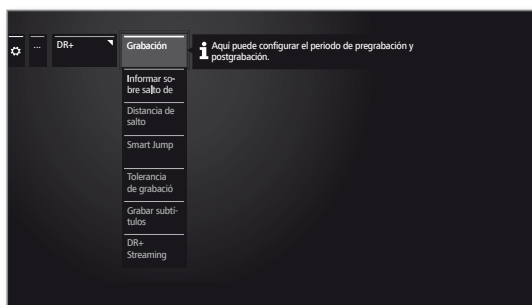 ... DR+ Grabación Aquí puede configurar el periodo de pregrabación y
postgrabación.
Informar so-
bre salto de
Distancia de
salto
Smart Jump
Tolerancia
de grabació
Grabar subtí-
tulos
DR+
Streaming